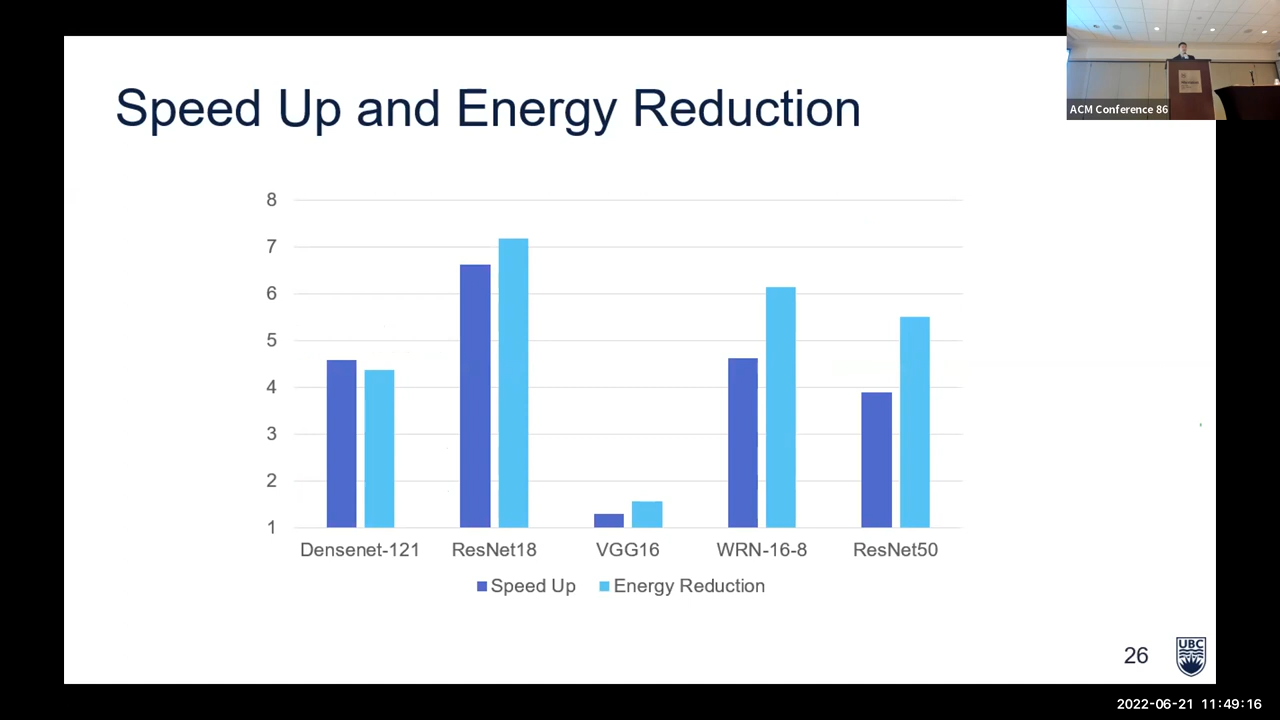 Speed Up and Energy Reduction
ACM Conference 86
8
7
6
5
4
3
2
1
Densenet-121 ResNet18 VGG16 WRN-16-8 ResNet50
Speed Up Energy Reduction
26
UBC
2022-06-21 11:49:16